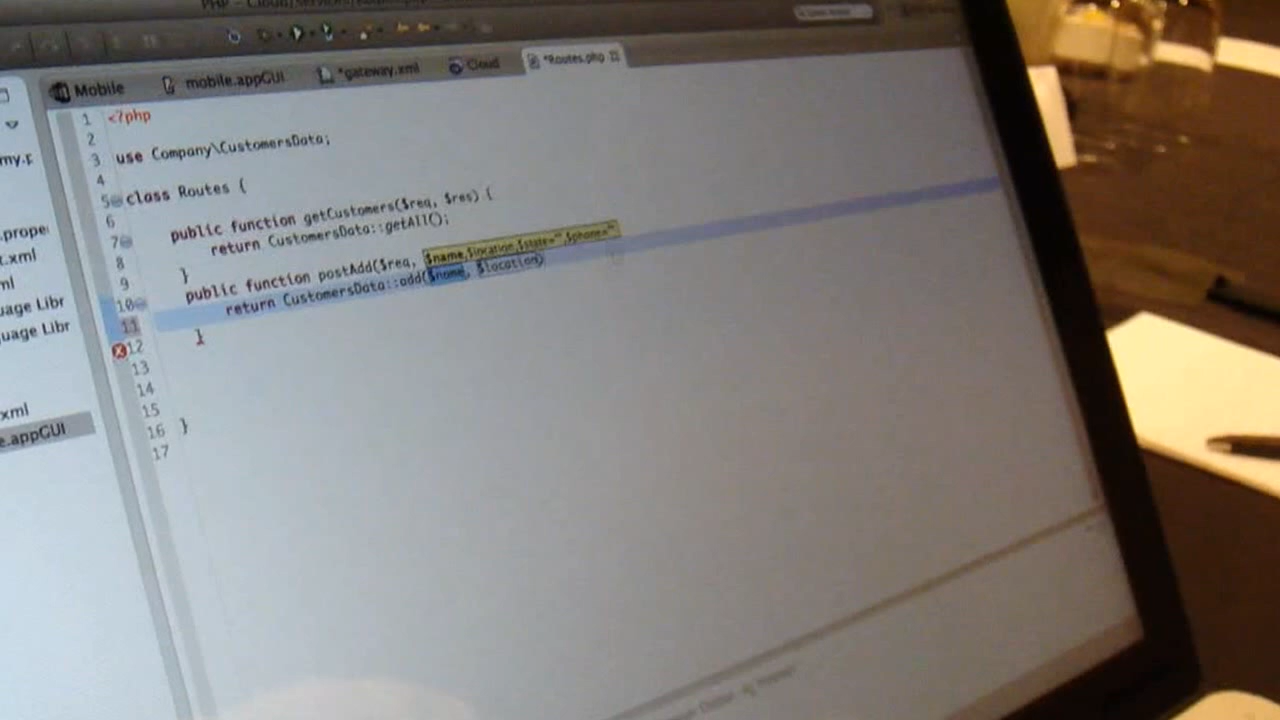 Mobile mobile.appGUI *gateway.xml Cloud *Routes.php
1 <?php
2
3 use Company\CustomersData;
4
5 class Routes {
6
7 public function getCustomers($req, $res) {
8 return CustomersData::getAll();
9 }
10 public function postAdd($req,
$name,$location,$state="",$phone=""
11 return CustomersData::add($name, $location)
12 }
13
14
15
16 }
17
.xml
uage Libr
uage Libr
.xml
e.appGUI